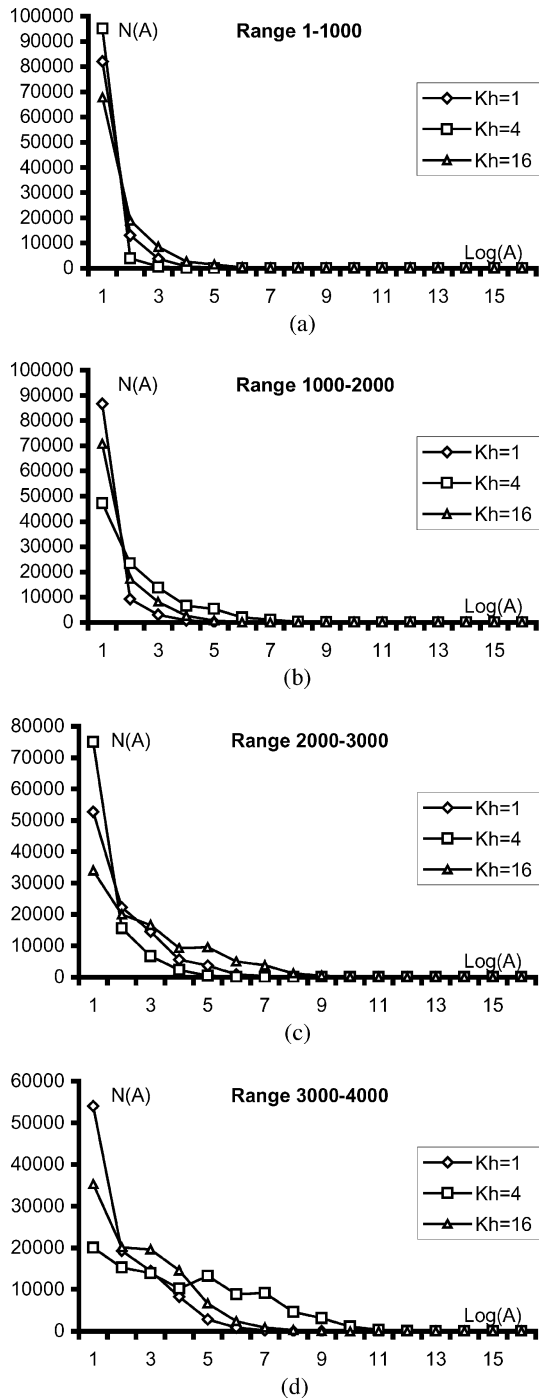 100000
N(A)
Range 1-1000
90000
80000
70000
60000
50000
40000
30000
20000
10000
0
Kh=1
Kh=4
Kh=16
Log(A)
1 3 5 7 9 11 13 15
(a)
100000
N(A)
Range 1000-2000
90000
80000
70000
60000
50000
40000
30000
20000
10000
0
Kh=1
Kh=4
Kh=16
Log(A)
1 3 5 7 9 11 13 15
(b)
80000
N(A)
Range 2000-3000
70000
60000
50000
40000
30000
20000
10000
0
Kh=1
Kh=4
Kh=16
Log(A)
1 3 5 7 9 11 13 15
(c)
60000
N(A)
Range 3000-4000
50000
40000
30000
20000
10000
0
Kh=1
Kh=4
Kh=16
Log(A)
1 3 5 7 9 11 13 15
(d)